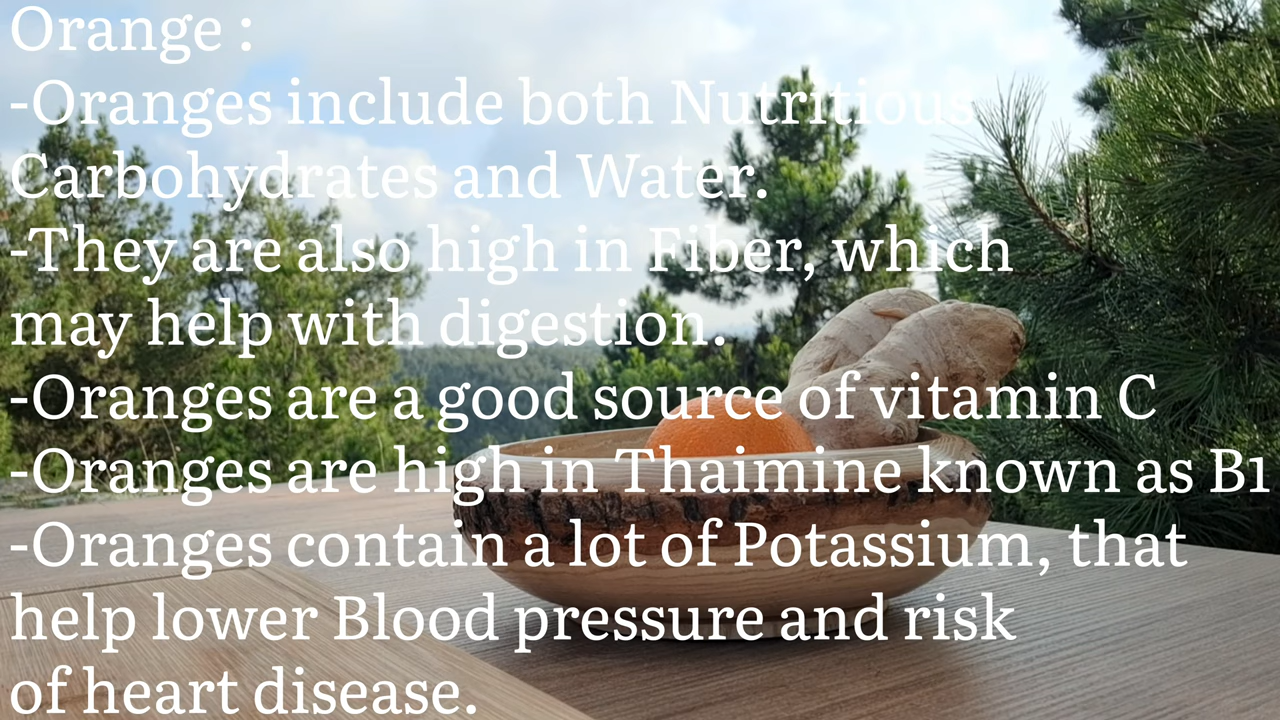 Orange :
-Oranges include both Nutritious
Carbohydrates and Water.
-They are also high in Fiber, which
may help with digestion.
-Oranges are a good source of vitamin C
-Oranges are high in Thaimine known as B1
-Oranges contain a lot of Potassium, that
help lower Blood pressure and risk
of heart disease.